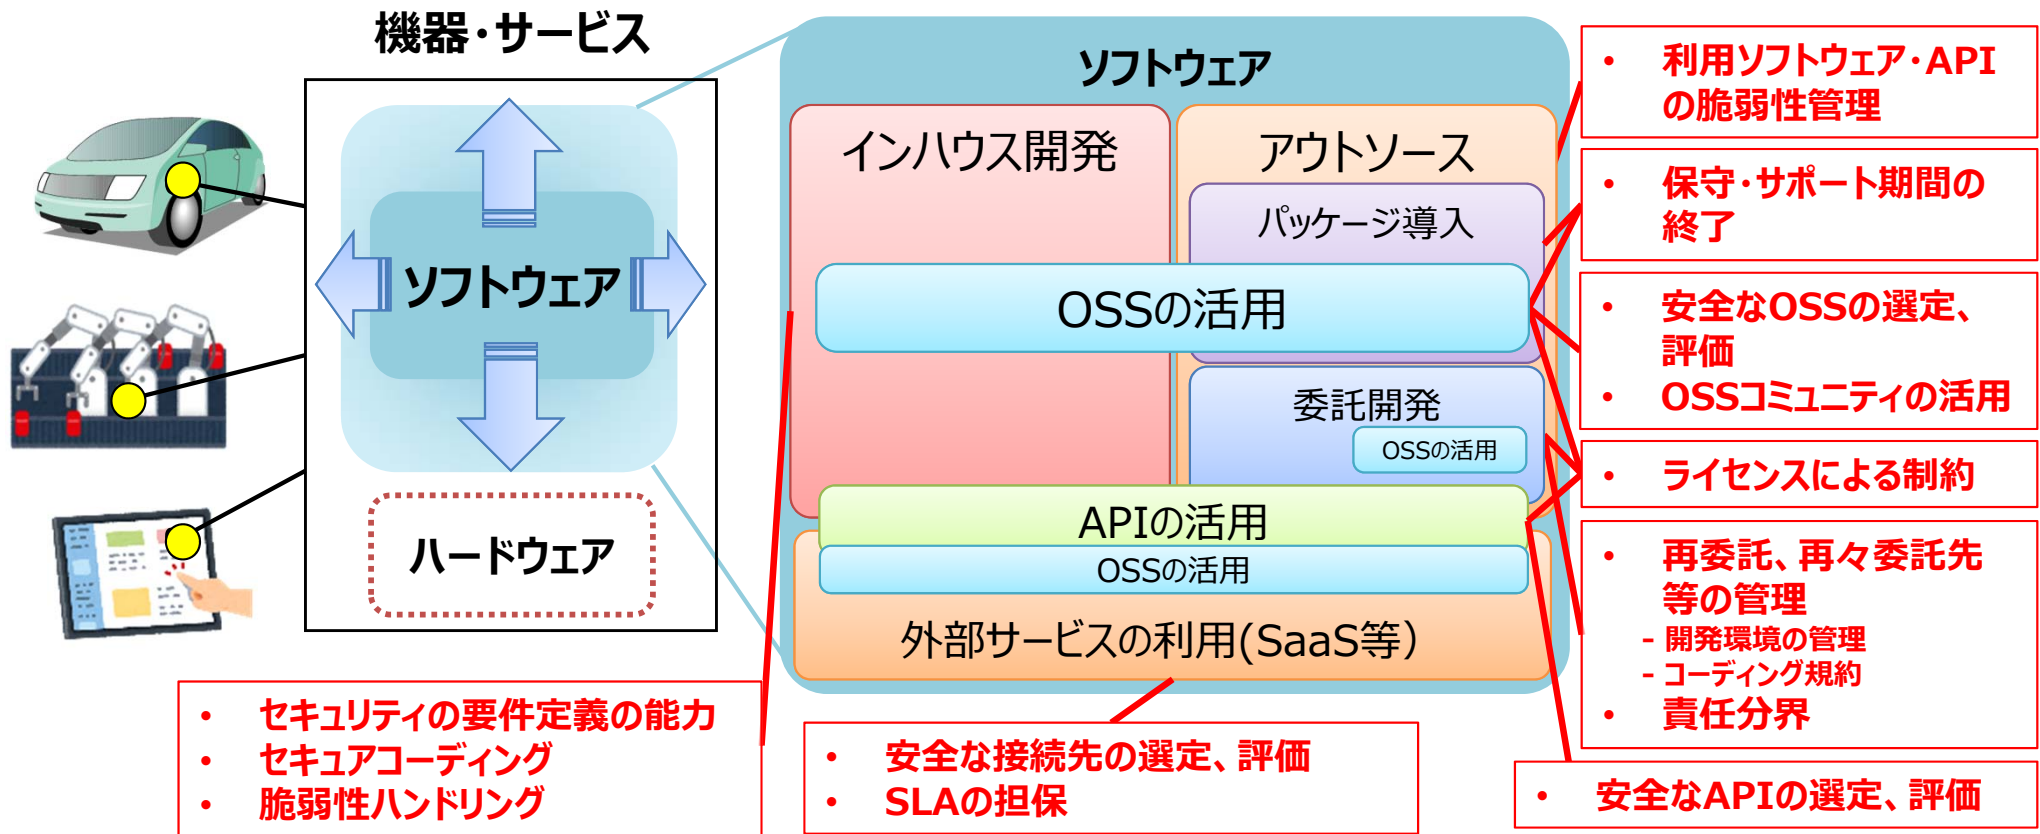 機器・サービス
ソフトウェア
ハードウェア
ソフトウェア
インハウス開発
アウトソース
パッケージ導入
OSSの活用
委託開発
OSSの活用
APIの活用
OSSの活用
外部サービスの利用(SaaS等）
• 利用ソフトウェア・API
の脆弱性管理
• 保守・サポート期間の
終了
• 安全なOSSの選定、
評価
• OSSコミュニティの活用
• ライセンスによる制約
• 再委託、再々委託先
等の管理
- 開発環境の管理
- コーディング規約
• 責任分界
• 安全なAPIの選定、評価
• セキュリティの要件定義の能力
• セキュアコーディング
• 脆弱性ハンドリング
• 安全な接続先の選定、評価
• SLAの担保